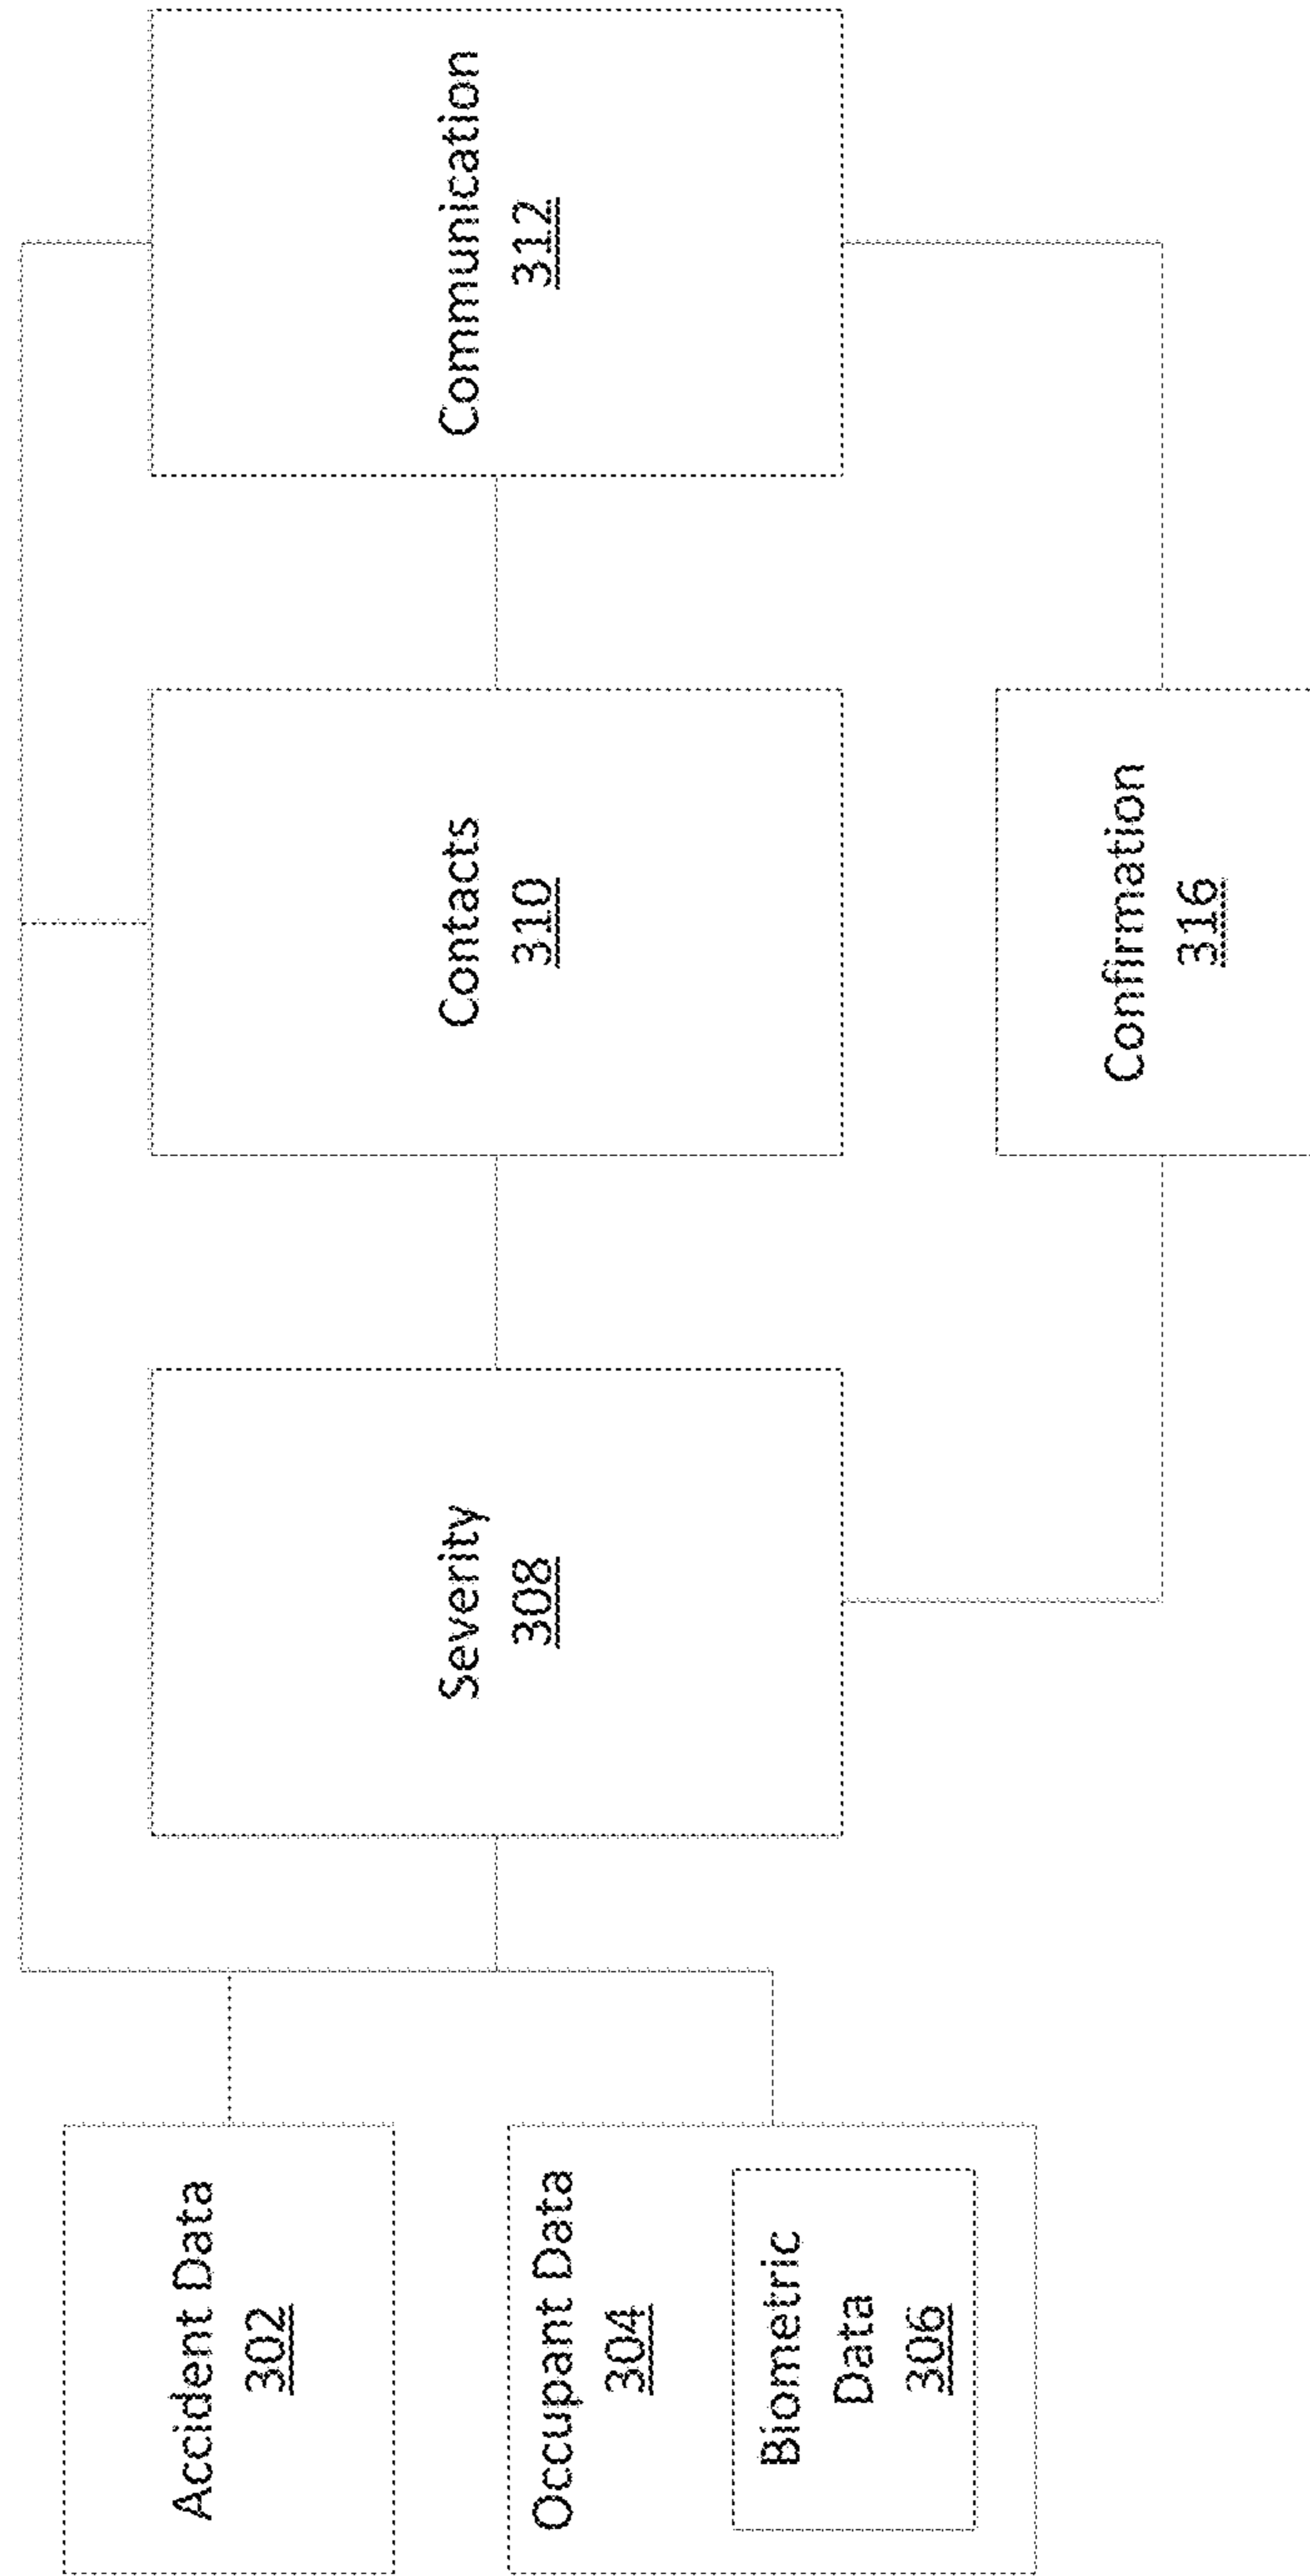 Accident Data
302
Occupant Data
304
Biometric
Data
306
Severity
308
Contacts
310
Communication
312
Confirmation
316